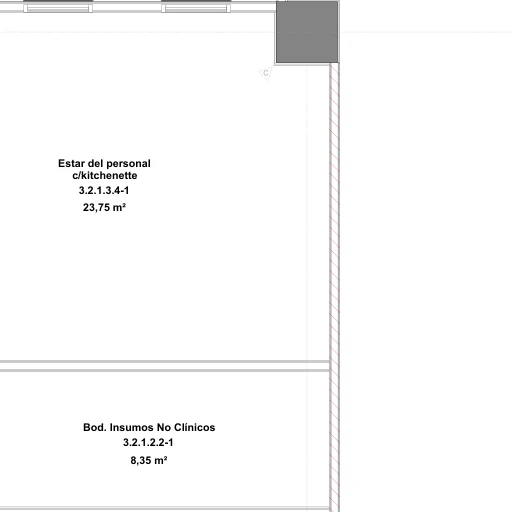 C
Estar del personal
c/kitchenette
3.2.1.3.4-1
23,75 m²
Bod. Insumos No Clínicos
3.2.1.2.2-1
8,35 m²